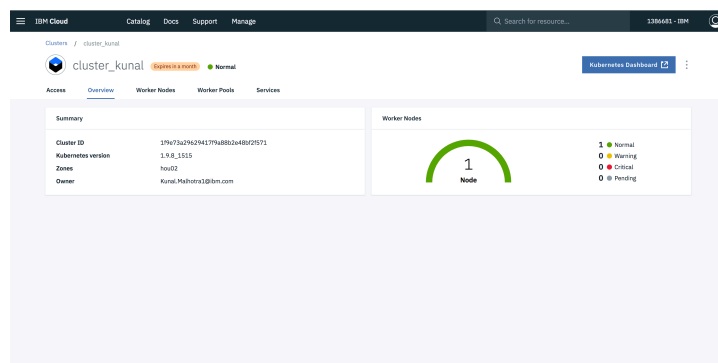 IBM Cloud Catalog Docs Support Manage Search for resource... 1386681 - IBM
Clusters / cluster_kunal
cluster_kunal Expires is a month Normal Kubernetes Dashboard
Access Overview Worker Nodes Worker Pools Services
Summary
Cluster ID 1f9e73a29629417f9a88b2e48bf2f571
Kubernetes version 1.9.8_1515
Zones hou02
Owner Kunal.Malhotra1@ibm.com
Worker Nodes
1
Node
1 Normal
0 Warning
0 Critical
0 Pending